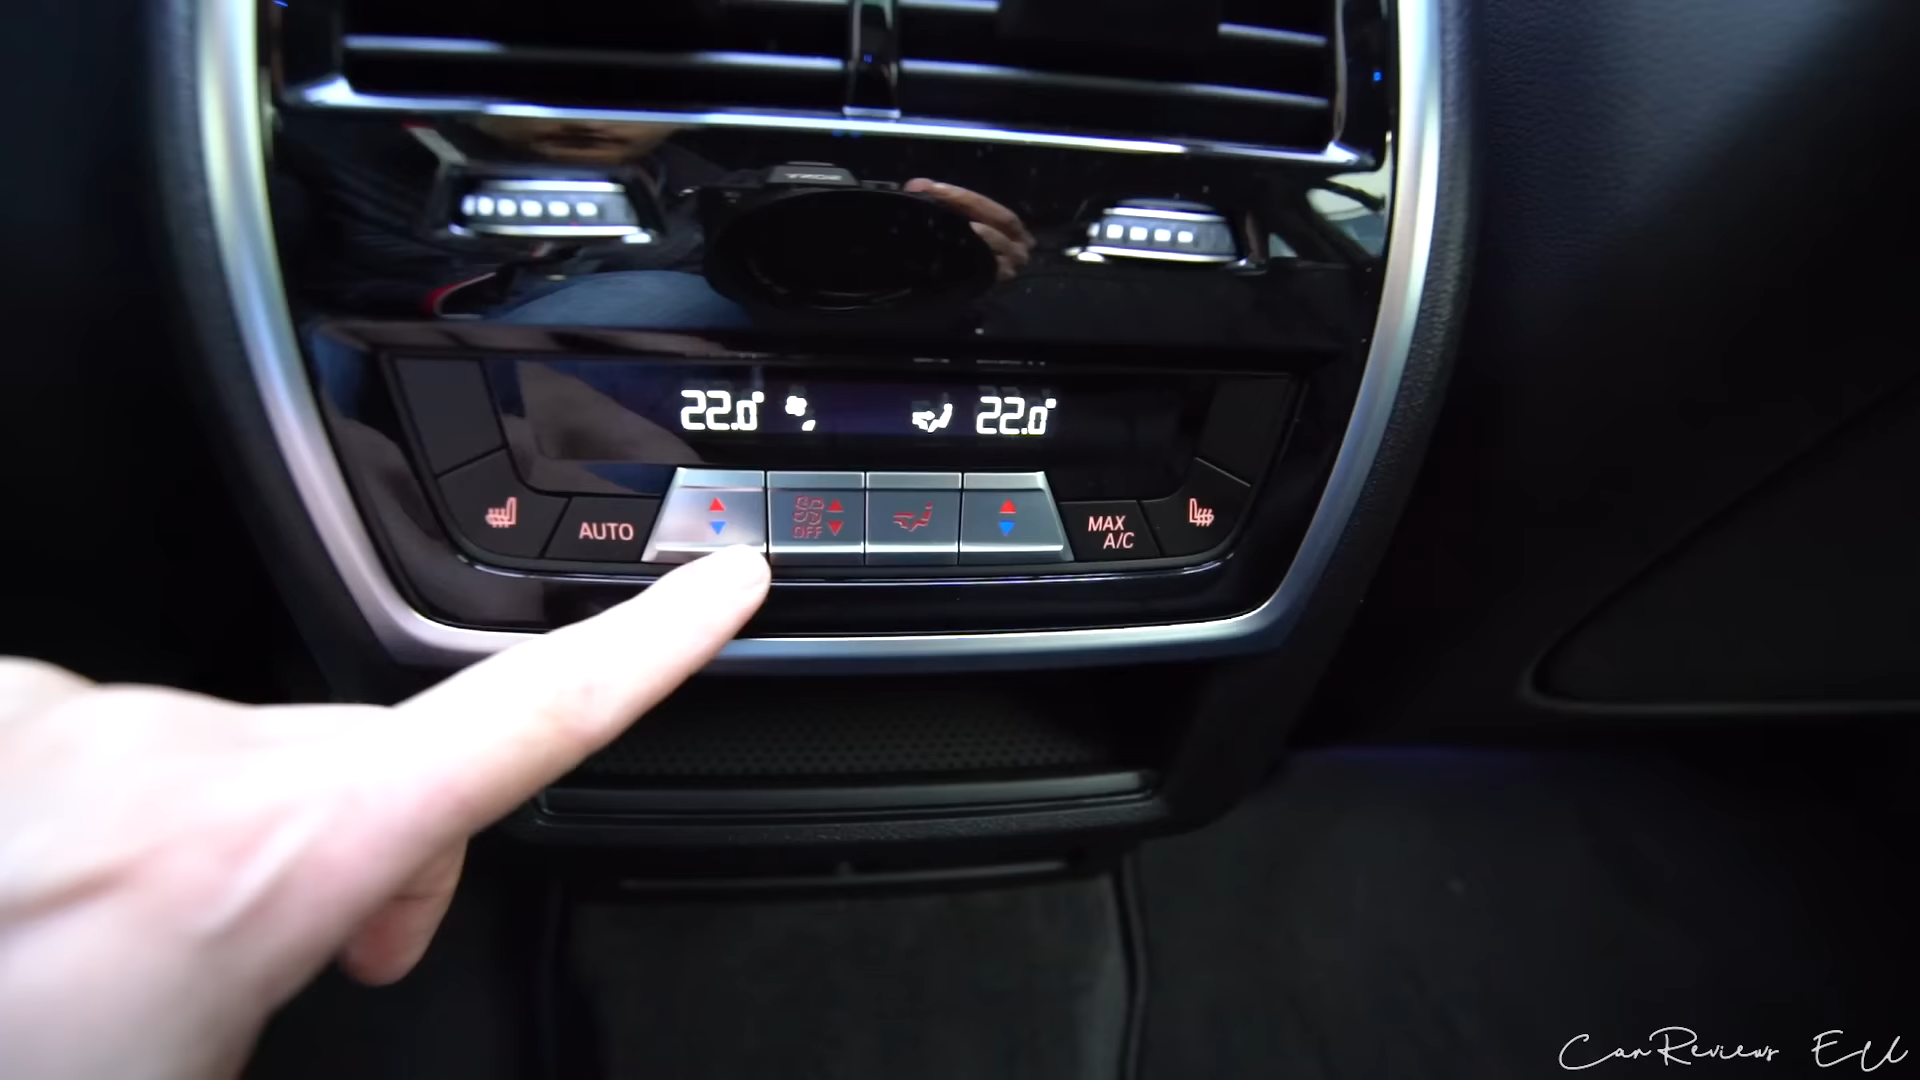 22.0° 22.0°
AUTO
OFF
MAX
A/C
CarReviews EU